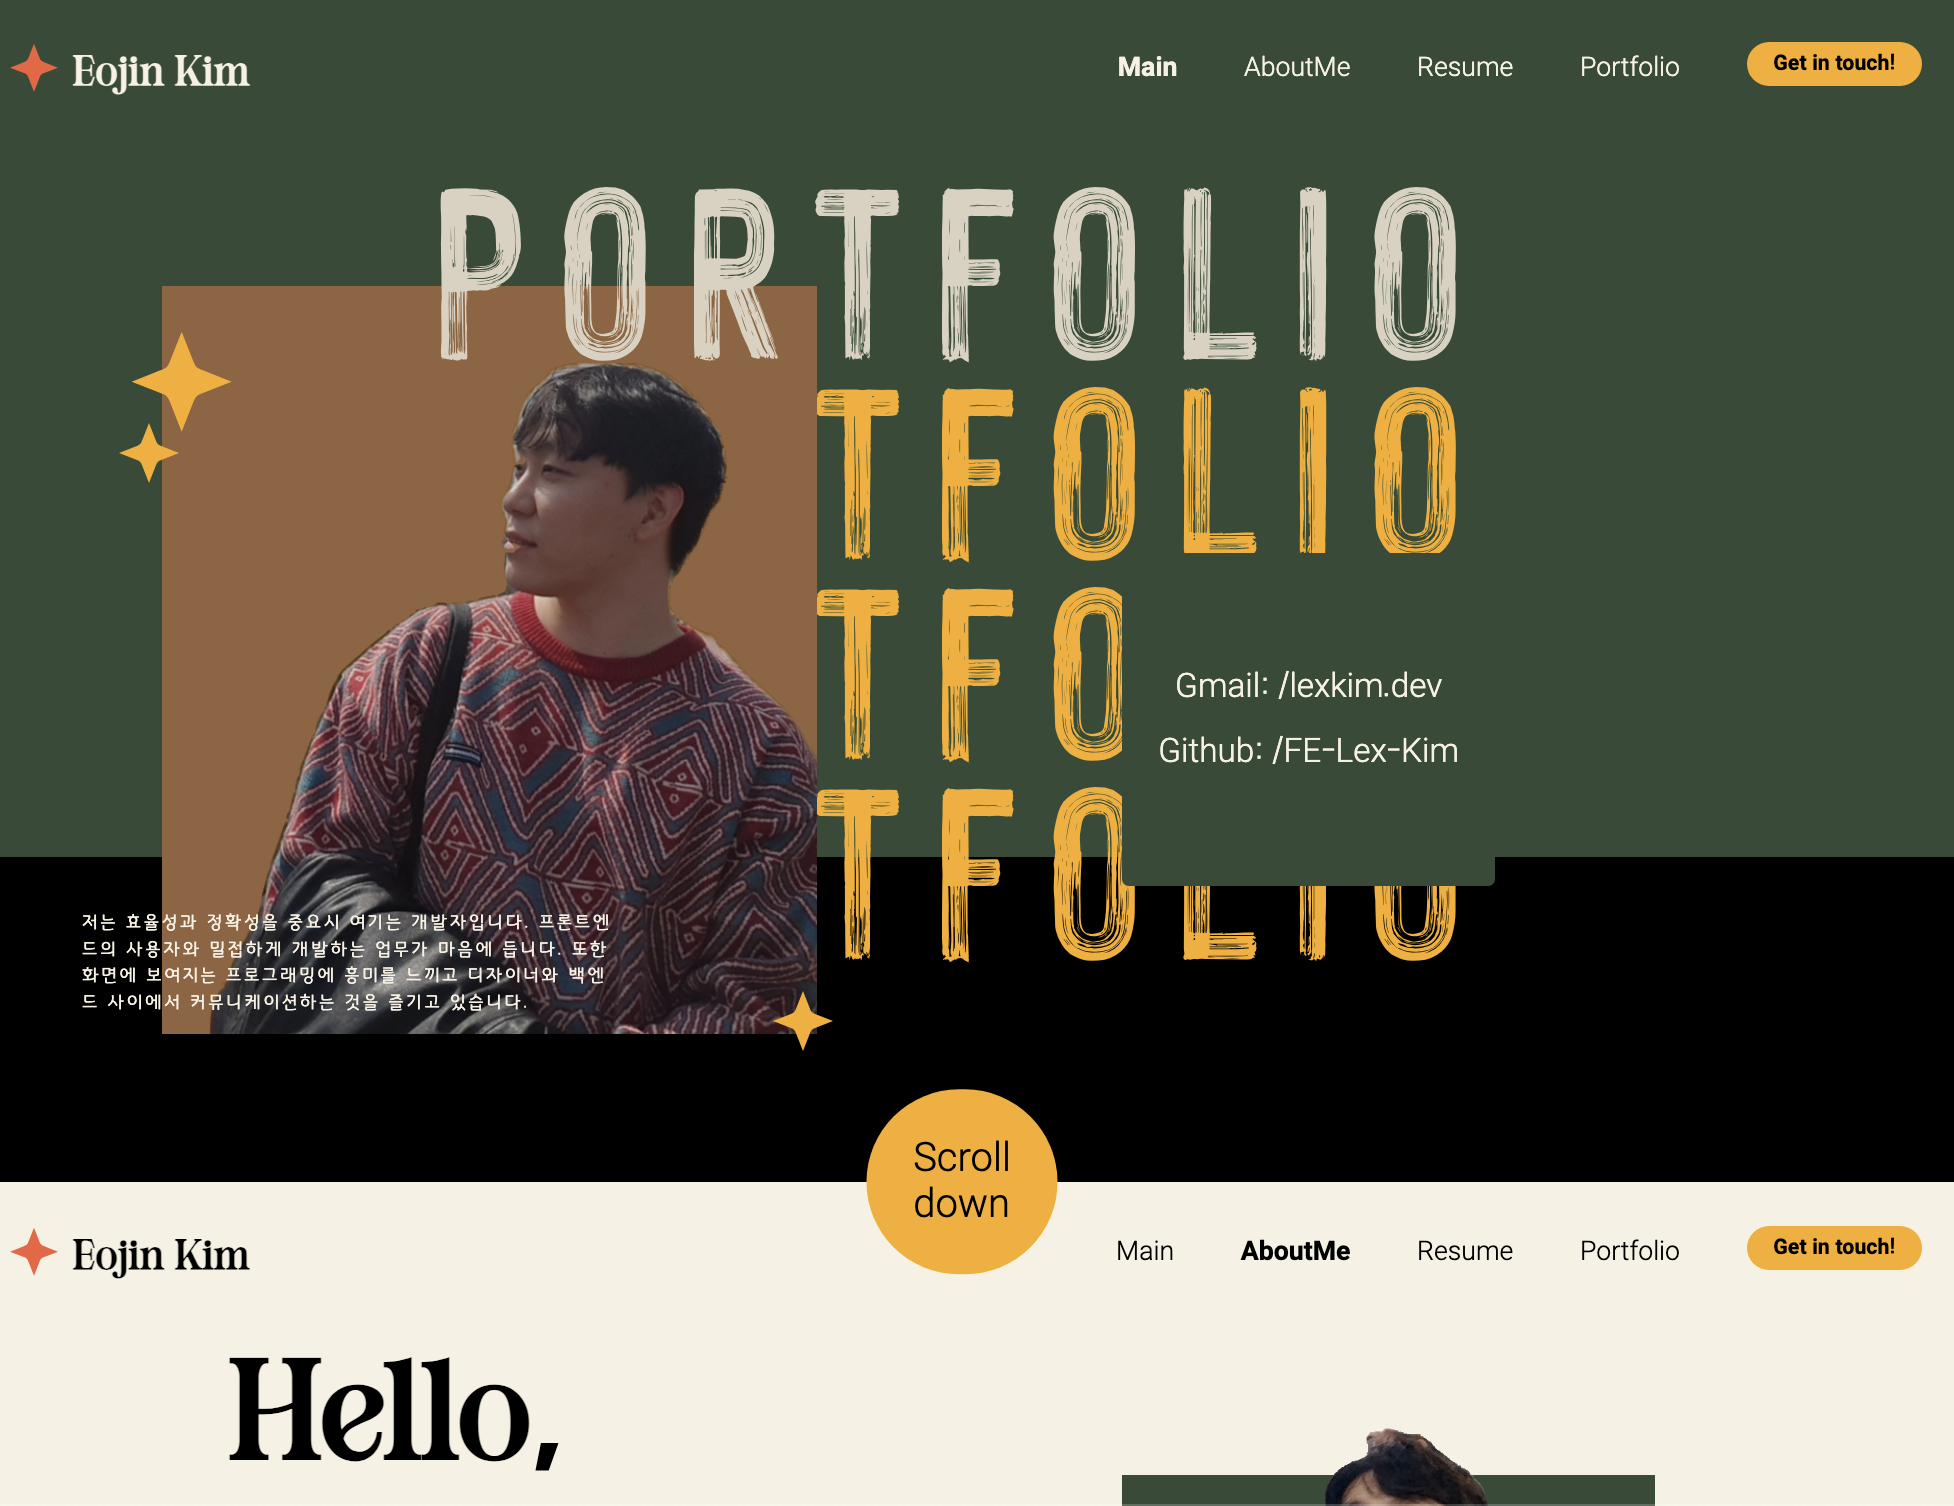 Eojin Kim
Main AboutMe Resume Portfolio Get in touch!
PORTFOLIO
TFOLIO
TFO
Gmail: /lexkim.dev
Github: /FE-Lex-Kim
TFOLIO
저는 효율성과 정확성을 중요시 여기는 개발자입니다. 프론트엔
드의 사용자와 밀접하게 개발하는 업무가 마음에 듭니다. 또한
화면에 보여지는 프로그래밍에 흥미를 느끼고 디자이너와 백엔
드 사이에서 커뮤니케이션하는 것을 즐기고 있습니다.
Scroll
down
Eojin Kim
Main AboutMe Resume Portfolio Get in touch!
Hello,